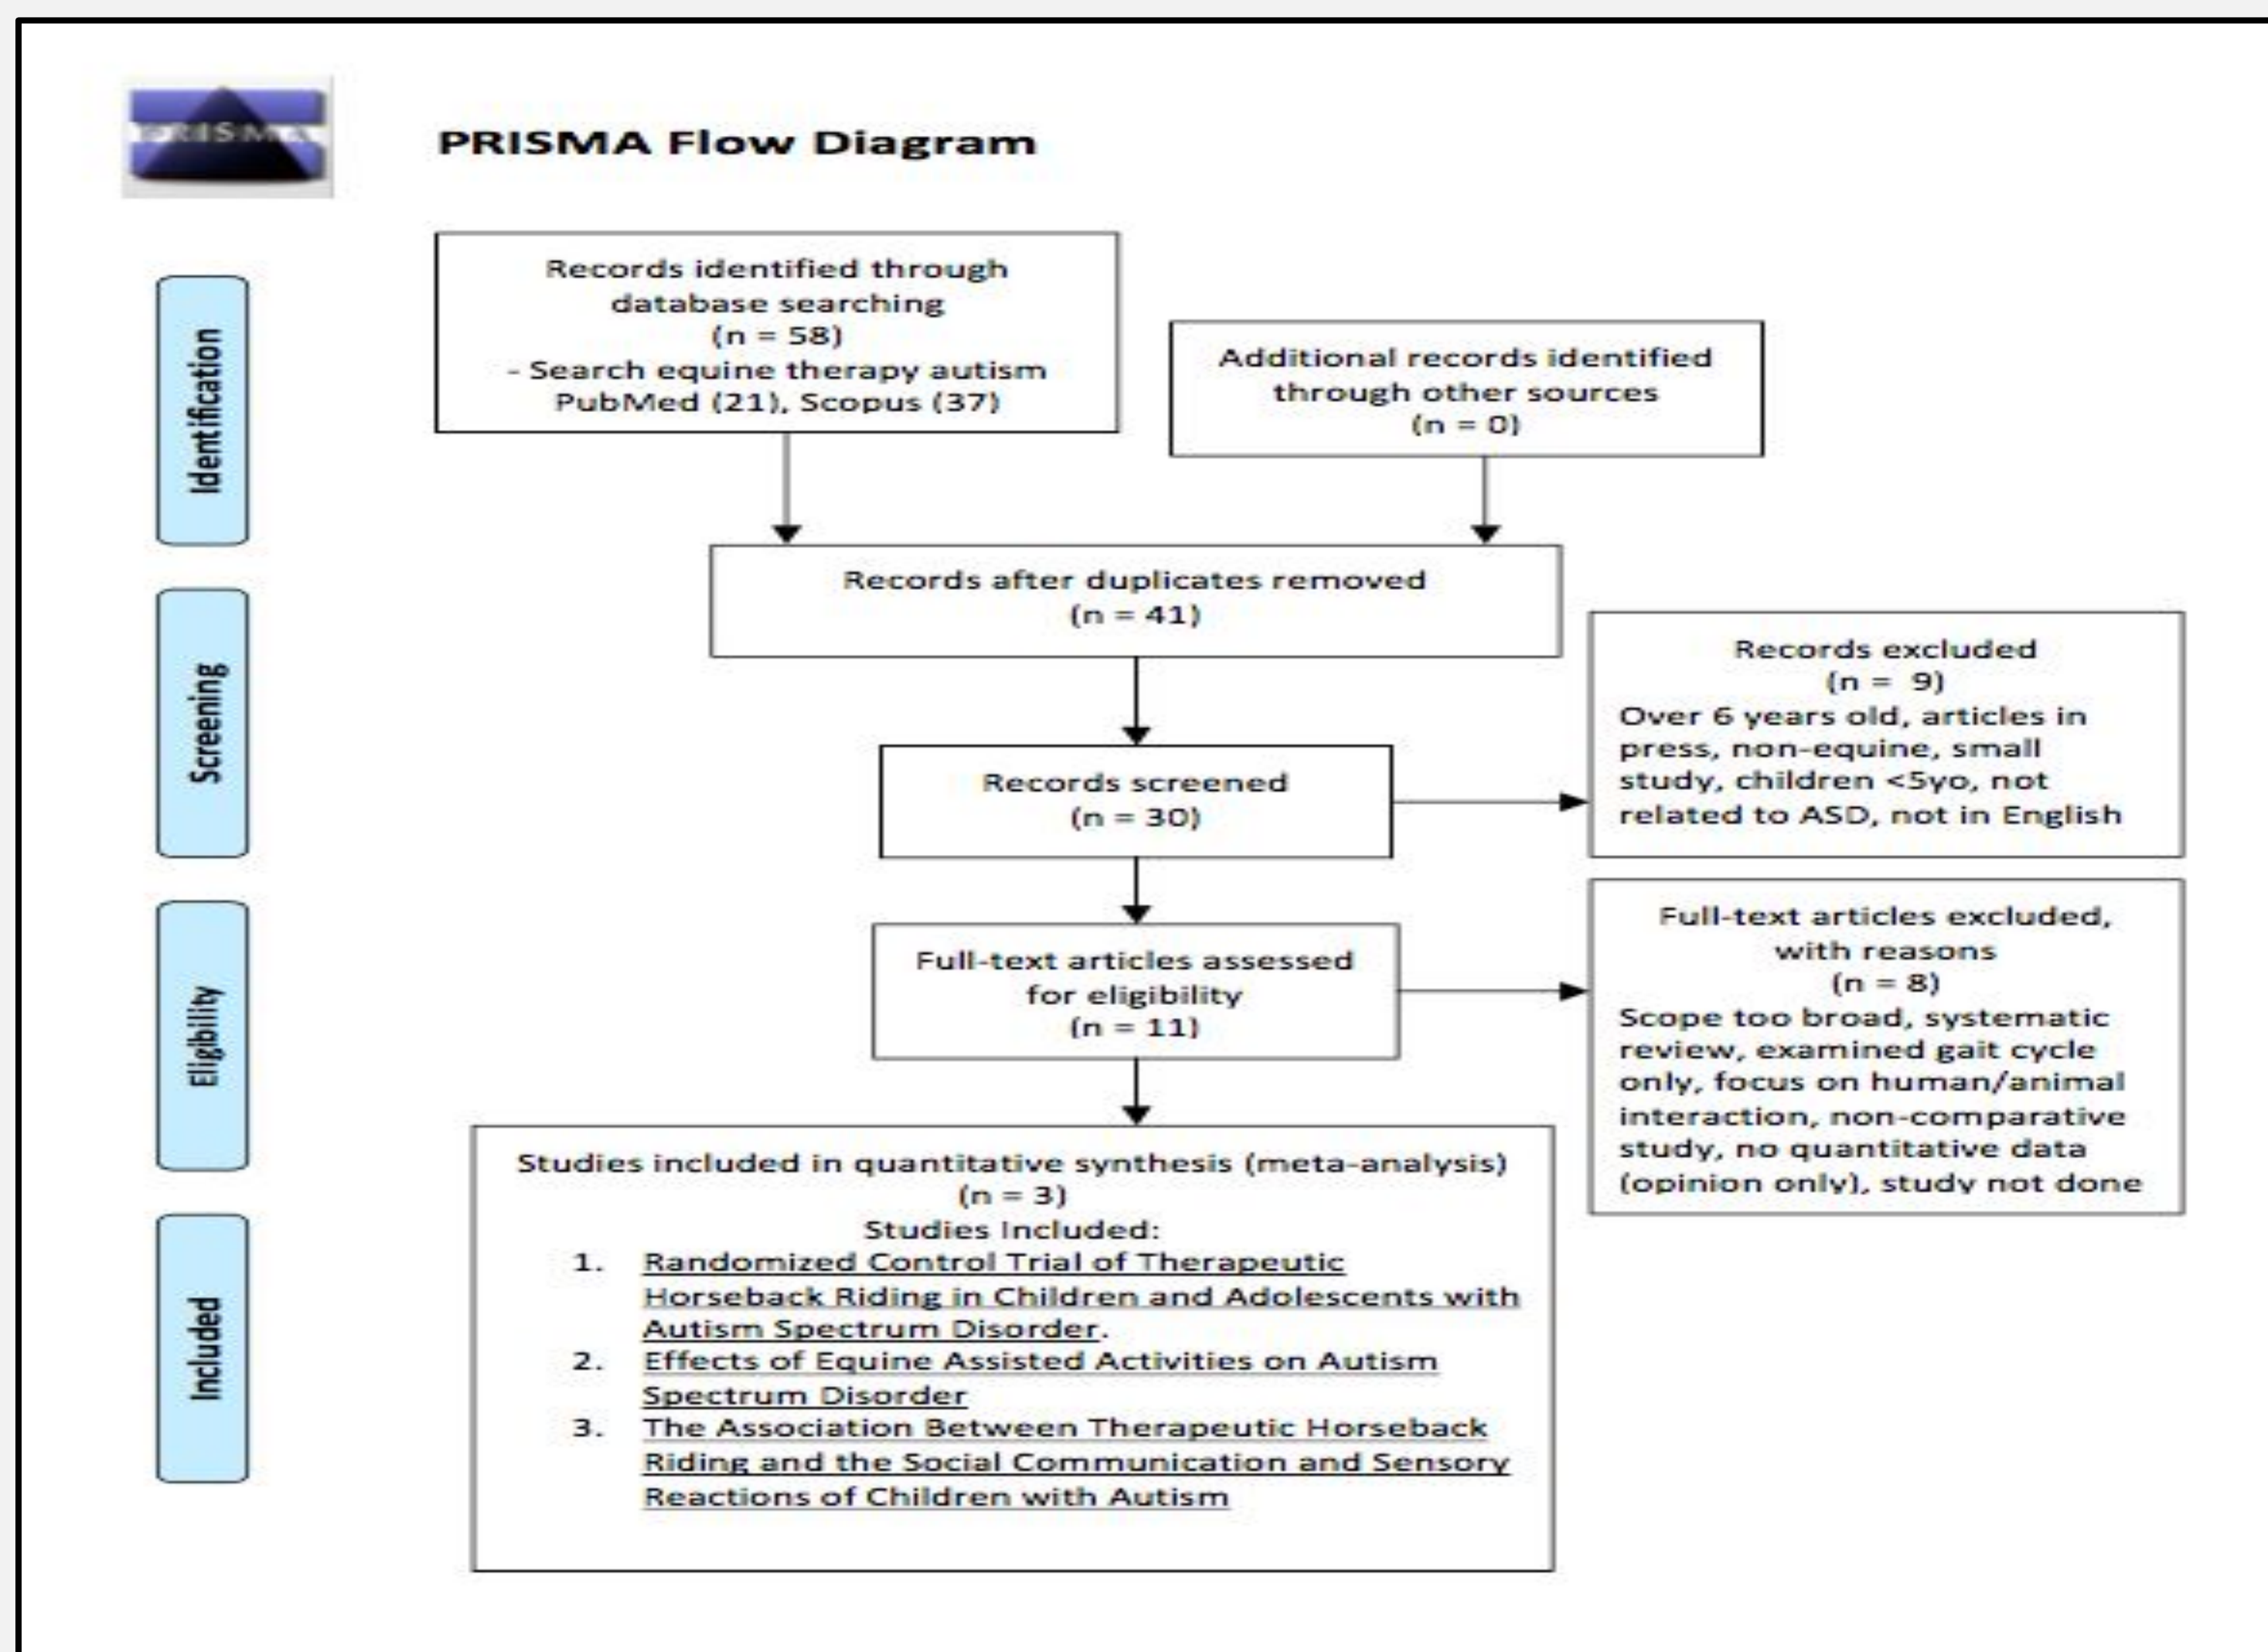 PRISMA
PRISMA Flow Diagram
Identification
Records identified through
database searching
(n = 58)
- Search equine therapy autism
PubMed (21), Scopus (37)
Additional records identified
through other sources
(n = 0)
Records after duplicates removed
(n = 41)
Screening
Records screened
(n = 30)
Records excluded
(n = 9)
Over 6 years old, articles in
press, non-equine, small
study, children <5yo, not
related to ASD, not in English
Eligibility
Full-text articles assessed
for eligibility
(n = 11)
Full-text articles excluded,
with reasons
(n = 8)
Scope too broad, systematic
review, examined gait cycle
only, focus on human/animal
interaction, non-comparative
study, no quantitative data
(opinion only), study not done
Included
Studies included in quantitative synthesis (meta-analysis)
(n = 3)
Studies Included:
1. Randomized Control Trial of Therapeutic
Horseback Riding in Children and Adolescents with
Autism Spectrum Disorder.
2. Effects of Equine Assisted Activities on Autism
Spectrum Disorder
3. The Association Between Therapeutic Horseback
Riding and the Social Communication and Sensory
Reactions of Children with Autism